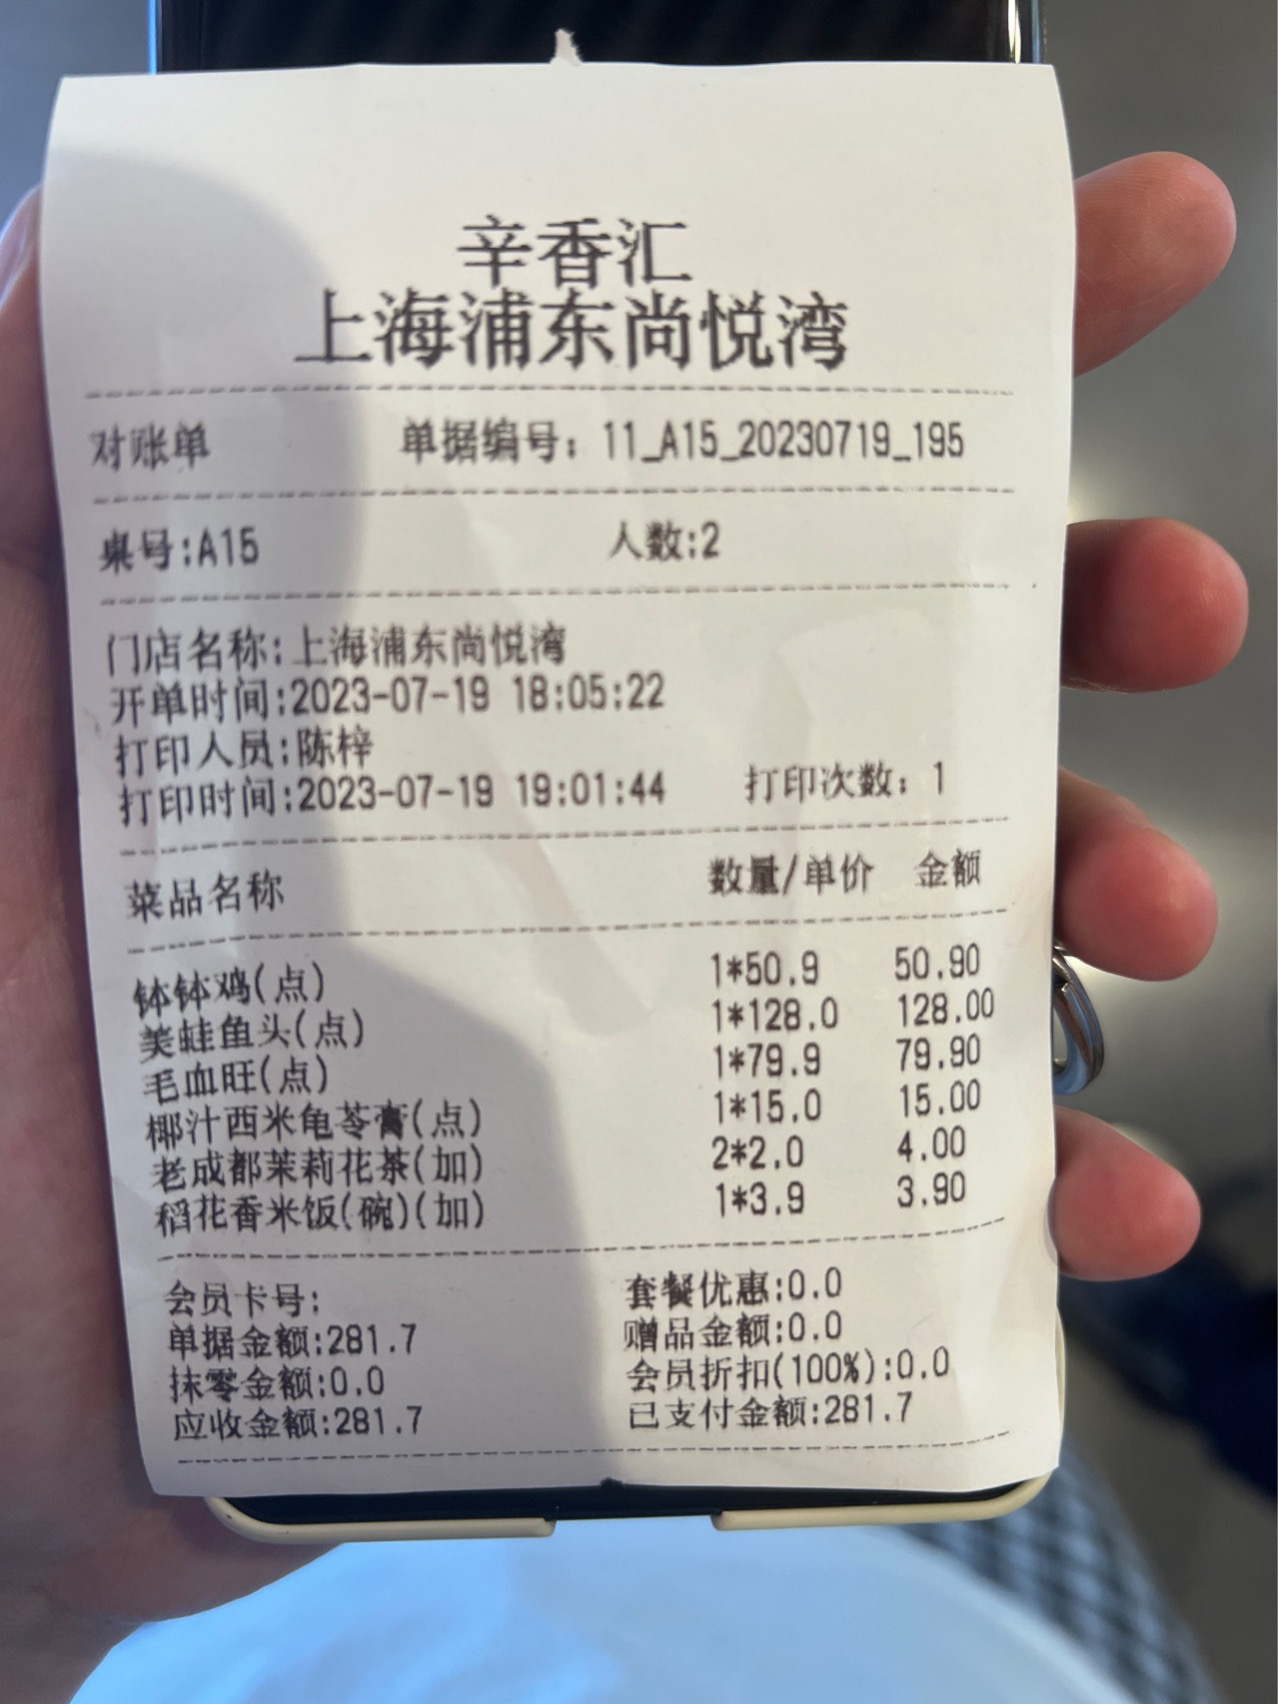 辛香汇
上海浦东尚悦湾
对账单 单据编号：11_A15_20230719_195
桌号:A15 人数:2
门店名称:上海浦东尚悦湾
开单时间:2023-07-19 18:05:22
打印人员:陈梓
打印时间:2023-07-19 19:01:44 打印次数：1
菜品名称 数量/单价 金额
钵钵鸡(点) 1*50.9 50.90
美蛙鱼头(点) 1*128.0 128.00
毛血旺(点) 1*79.9 79.90
椰汁西米龟苓膏(点) 1*15.0 15.00
老成都茉莉花茶(加) 2*2.0 4.00
稻花香米饭(碗)(加) 1*3.9 3.90
会员卡号: 套餐优惠:0.0
单据金额:281.7 赠品金额:0.0
抹零金额:0.0 会员折扣(100%):0.0
应收金额:281.7 已支付金额:281.7